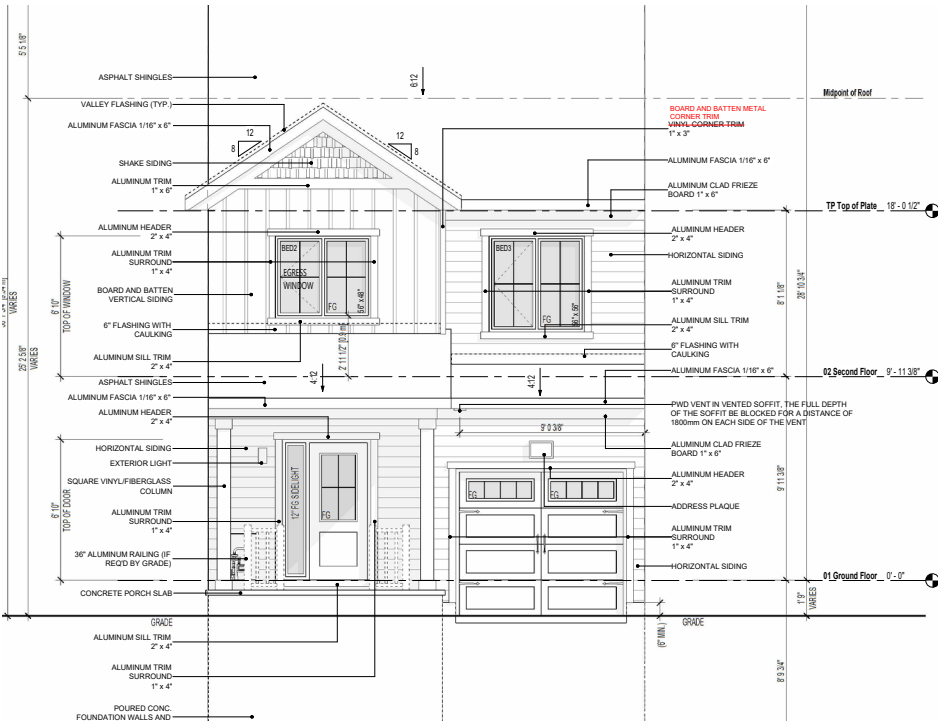 5' 5 1/8"
ASPHALT SHINGLES
6:12
VALLEY FLASHING (TYP.)
ALUMINUM FASCIA 1/16" x 6"
12
8
12
8
SHAKE SIDING
ALUMINUM TRIM
1" x 6"
ALUMINUM HEADER
2" x 4"
ALUMINUM TRIM
SURROUND
1" x 4"
BOARD AND BATTEN
VERTICAL SIDING
6" FLASHING WITH
CAULKING
ALUMINUM SILL TRIM
2" x 4"
ASPHALT SHINGLES
ALUMINUM FASCIA 1/16" x 6"
ALUMINUM HEADER
2" x 4"
HORIZONTAL SIDING
EXTERIOR LIGHT
SQUARE VINYL/FIBERGLASS
COLUMN
ALUMINUM TRIM
SURROUND
1" x 4"
36" ALUMINUM RAILING (IF
REQ'D BY GRADE)
CONCRETE PORCH SLAB
GRADE
ALUMINUM SILL TRIM
2" x 4"
ALUMINUM TRIM
SURROUND
1" x 4"
POURED CONC.
FOUNDATION WALLS AND
VARIES
25' 2 5/8"
VARIES
6' 10"
TOP OF WINDOW
6' 10"
TOP OF DOOR
BED2
EGRESS
WINDOW
FG
56" x 48"
BED3
FG
4:12
4:12
9' 0 3/8"
12" FG SIDELIGHT
FG
FG
FG
Midpoint of Roof
BOARD AND BATTEN METAL
CORNER TRIM
VINYL CORNER TRIM
1" x 3"
ALUMINUM FASCIA 1/16" x 6"
ALUMINUM CLAD FRIEZE
BOARD 1" x 6"
TP Top of Plate 18' - 0 1/2"
ALUMINUM HEADER
2" x 4"
HORIZONTAL SIDING
ALUMINUM TRIM
SURROUND
1" x 4"
ALUMINUM SILL TRIM
2" x 4"
6" FLASHING WITH
CAULKING
ALUMINUM FASCIA 1/16" x 6"
02 Second Floor 9' - 11 3/8"
PWD VENT IN VENTED SOFFIT, THE FULL DEPTH
OF THE SOFFIT BE BLOCKED FOR A DISTANCE OF
1800mm ON EACH SIDE OF THE VENT
ALUMINUM CLAD FRIEZE
BOARD 1" x 6"
ALUMINUM HEADER
2" x 4"
ADDRESS PLAQUE
ALUMINUM TRIM
SURROUND
1" x 4"
HORIZONTAL SIDING
01 Ground Floor 0' - 0"
GRADE
(6" MIN.)
8' 1 1/8"
28' 10 3/4"
9' 11 3/8"
1' 9"
VARIES
8' 9 3/4"